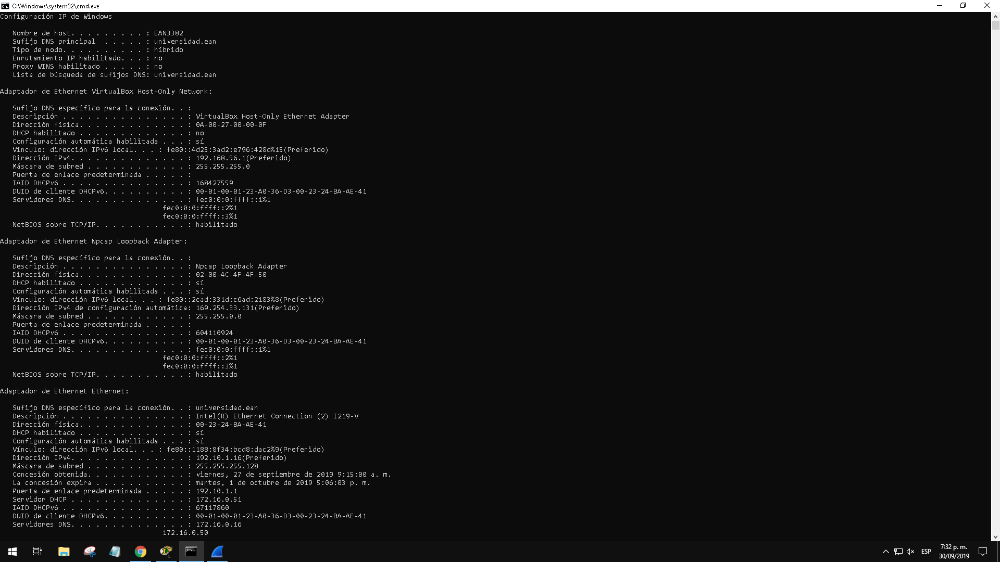 C:\Windows\system32\cmd.exe
Configuración IP de Windows
Nombre de host. . . . . . . . . : EAN3382
Sufijo DNS principal  . . . . . : universidad.ean
Tipo de nodo. . . . . . . . . . : híbrido
Enrutamiento IP habilitado. . . : no
Proxy WINS habilitado . . . . . : no
Lista de búsqueda de sufijos DNS: universidad.ean
Adaptador de Ethernet VirtualBox Host-Only Network:
Sufijo DNS específico para la conexión. . :
Descripción . . . . . . . . . . . . . . . : VirtualBox Host-Only Ethernet Adapter
Dirección física. . . . . . . . . . . . . : 0A-00-27-00-00-0F
DHCP habilitado . . . . . . . . . . . . . : no
Configuración automática habilitada . . . : sí
Vínculo: dirección IPv6 local. . . : fe80::4d25:3ad2:e796:428d%15(Preferido)
Dirección IPv4. . . . . . . . . . . . . . : 192.168.56.1(Preferido)
Máscara de subred . . . . . . . . . . . . : 255.255.255.0
Puerta de enlace predeterminada . . . . . :
IAID DHCPv6 . . . . . . . . . . . . . . . : 168427559
DUID de cliente DHCPv6. . . . . . . . . . : 00-01-00-01-23-A0-36-D3-00-23-24-BA-AE-41
Servidores DNS. . . . . . . . . . . . . . : fec0:0:0:ffff::1%1
fec0:0:0:ffff::2%1
fec0:0:0:ffff::3%1
NetBIOS sobre TCP/IP. . . . . . . . . . . : habilitado
Adaptador de Ethernet Npcap Loopback Adapter:
Sufijo DNS específico para la conexión. . :
Descripción . . . . . . . . . . . . . . . : Npcap Loopback Adapter
Dirección física. . . . . . . . . . . . . : 02-00-4C-4F-4F-50
DHCP habilitado . . . . . . . . . . . . . : sí
Configuración automática habilitada . . . : sí
Vínculo: dirección IPv6 local. . . : fe80::2cad:331d:c6ad:2183%8(Preferido)
Dirección IPv4 de configuración automática: 169.254.33.131(Preferido)
Máscara de subred . . . . . . . . . . . . : 255.255.0.0
Puerta de enlace predeterminada . . . . . :
IAID DHCPv6 . . . . . . . . . . . . . . . : 604110924
DUID de cliente DHCPv6. . . . . . . . . . : 00-01-00-01-23-A0-36-D3-00-23-24-BA-AE-41
Servidores DNS. . . . . . . . . . . . . . : fec0:0:0:ffff::1%1
fec0:0:0:ffff::2%1
fec0:0:0:ffff::3%1
NetBIOS sobre TCP/IP. . . . . . . . . . . : habilitado
Adaptador de Ethernet Ethernet:
Sufijo DNS específico para la conexión. . : universidad.ean
Descripción . . . . . . . . . . . . . . . : Intel(R) Ethernet Connection (2) I219-V
Dirección física. . . . . . . . . . . . . : 00-23-24-BA-AE-41
DHCP habilitado . . . . . . . . . . . . . : sí
Configuración automática habilitada . . . : sí
Vínculo: dirección IPv6 local. . . : fe80::1188:8f34:bcd8:dac2%9(Preferido)
Dirección IPv4. . . . . . . . . . . . . . : 192.10.1.16(Preferido)
Máscara de subred . . . . . . . . . . . . : 255.255.255.128
Concesión obtenida. . . . . . . . . . . . : viernes, 27 de septiembre de 2019 9:15:00 a. m.
La concesión expira . . . . . . . . . . . : martes, 1 de octubre de 2019 5:06:03 p. m.
Puerta de enlace predeterminada . . . . . : 192.10.1.1
Servidor DHCP . . . . . . . . . . . . . . : 172.16.0.51
IAID DHCPv6 . . . . . . . . . . . . . . . : 67117860
DUID de cliente DHCPv6. . . . . . . . . . : 00-01-00-01-23-A0-36-D3-00-23-24-BA-AE-41
Servidores DNS. . . . . . . . . . . . . . : 172.16.0.16
172.16.0.50
ESP
7:32 p. m.
30/09/2019